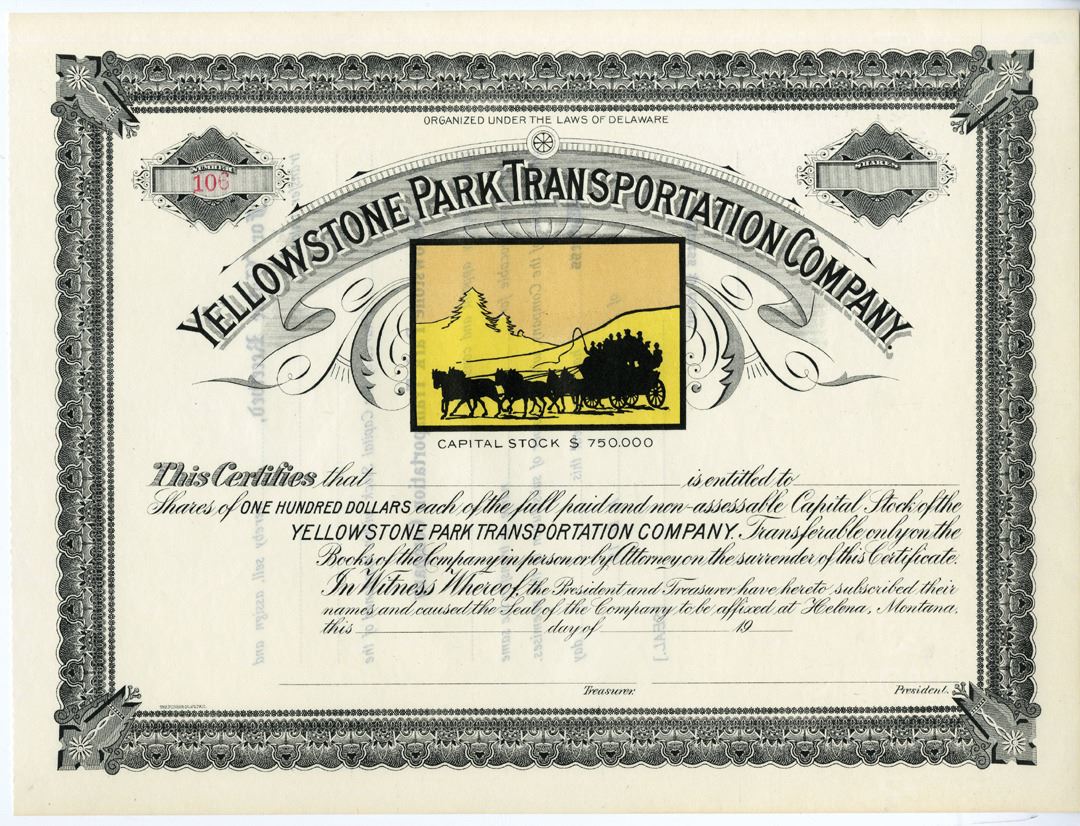 ORGANIZED UNDER THE LAWS OF DELAWARE
NUMBER
106
SHARES
YELLOWSTONE PARK TRANSPORTATION COMPANY.
CAPITAL STOCK $ 750.000
This Certifies that is entitled to
Shares of ONE HUNDRED DOLLARS each of the full paid and non-assessable Capital Stock of the
YELLOWSTONE PARK TRANSPORTATION COMPANY. Transferable only on the
Books of the Company in person or by Attorney on the surrender of this Certificate.
In Witness Whereof, the President and Treasurer have hereto subscribed their
names and caused the Seal of the Company to be affixed at Helena, Montana,
this day of 19
Treasurer. President.